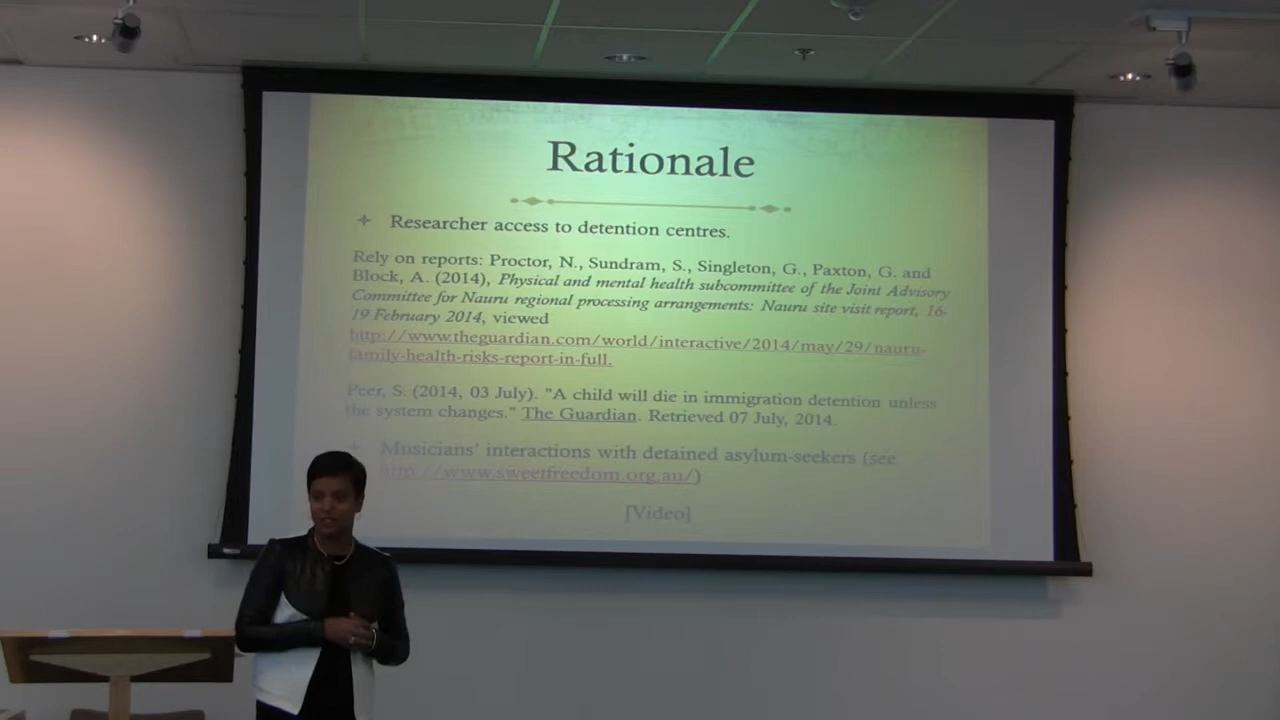 Rationale
Researcher access to detention centres.
Rely on reports: Proctor, N., Sundram, S., Singleton, G., Paxton, G. and
Block, A. (2014), Physical and mental health subcommittee of the Joint Advisory
Committee for Nauru regional processing arrangements: Nauru site visit report, 16-
19 February 2014, viewed
http://www.theguardian.com/world/interactive/2014/may/29/nauru-
family-health-risks-report-in-full.
Peer, S. (2014, 03 July). "A child will die in immigration detention unless
the system changes." The Guardian. Retrieved 07 July, 2014.
Musicians' interactions with detained asylum-seekers (see
http://www.sweetfreedom.org.au/)
[Video]